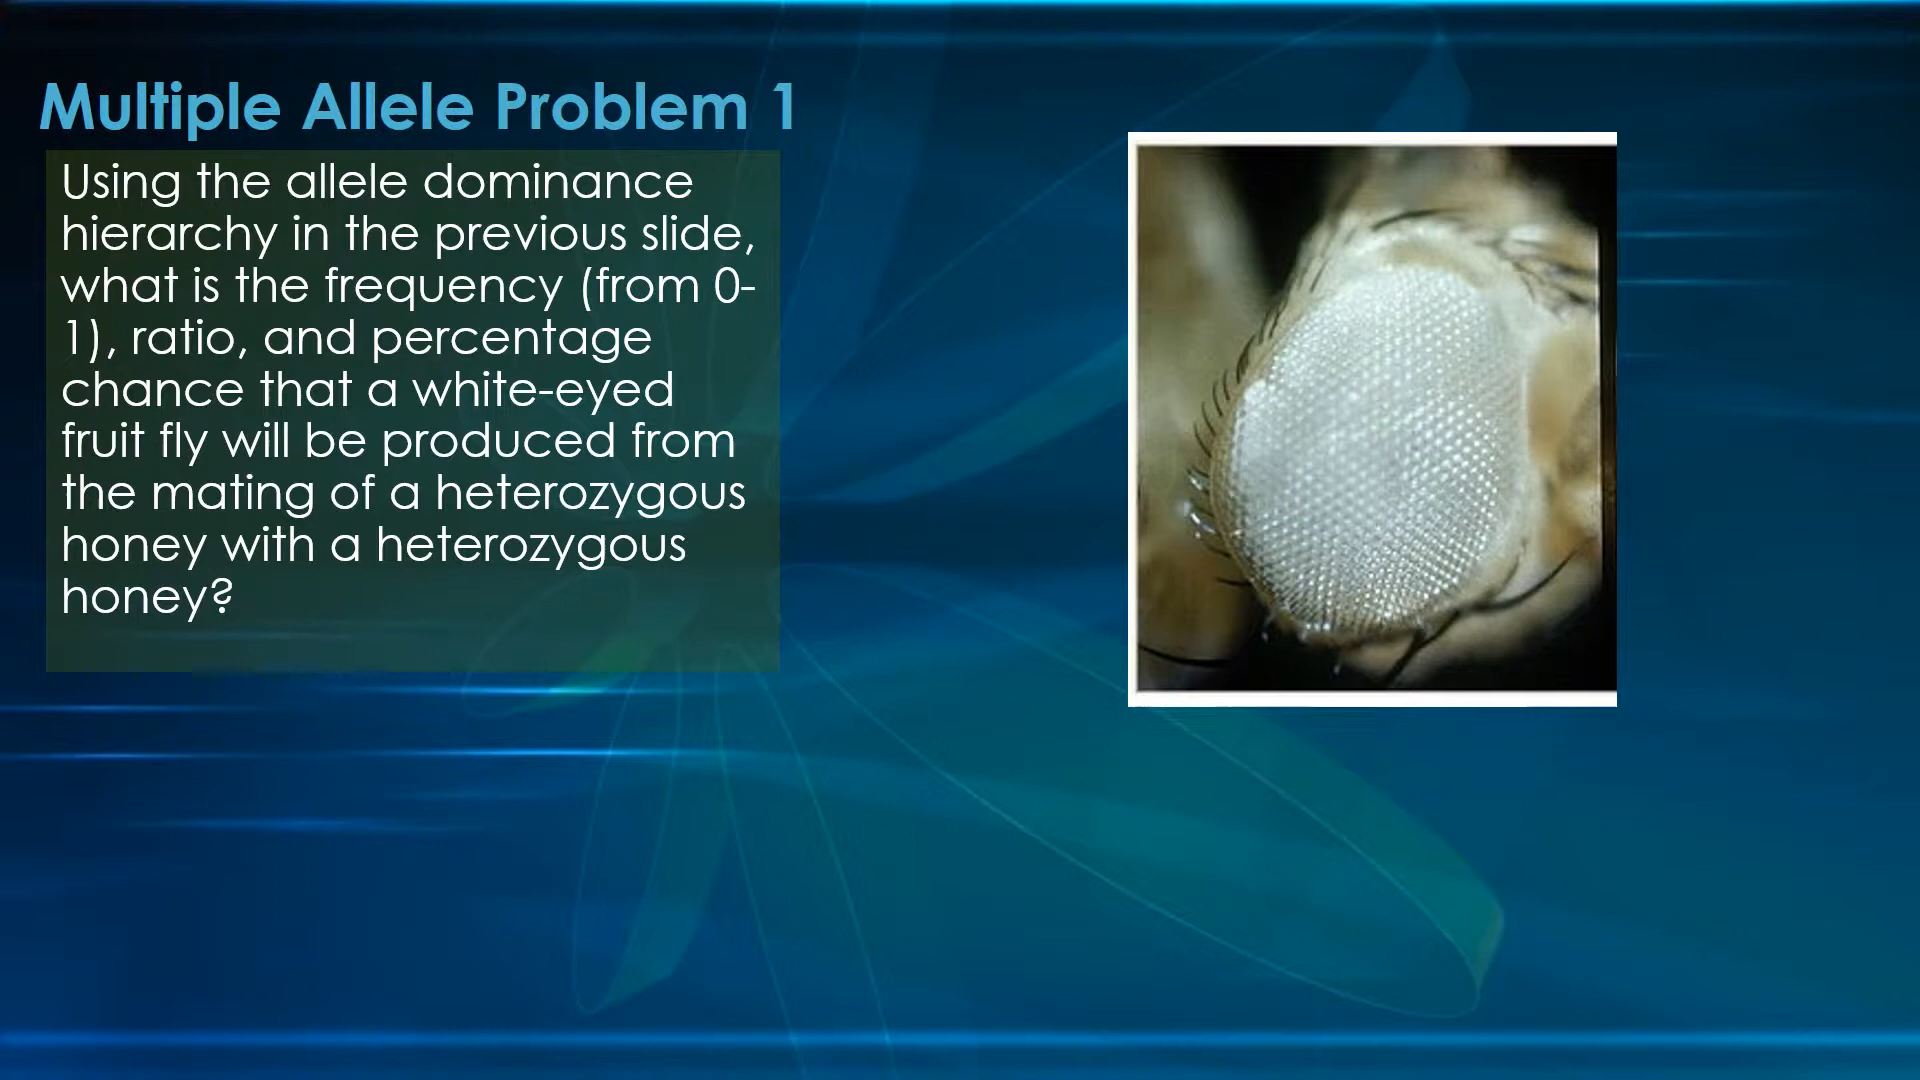 Multiple Allele Problem 1
Using the allele dominance
hierarchy in the previous slide,
what is the frequency (from 0-
1), ratio, and percentage
chance that a white-eyed
fruit fly will be produced from
the mating of a heterozygous
honey with a heterozygous
honey?